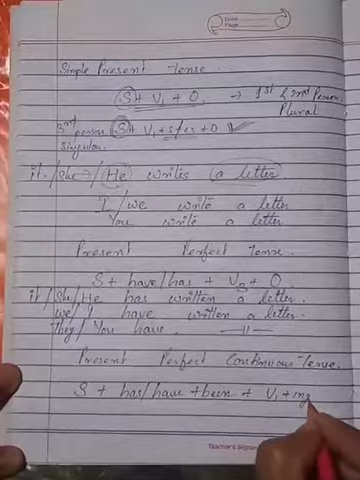 Date
Page
Simple Present Tense.
S + V1 + O. → 1st & 2nd Person
Plural
3rd person S + V1 + s/es + O
singular
it / She → / He writes (a letter
I / we write a letter
You write a letter
Present Perfect Tense.
S + have/has + V3 + O
it / She / He has written a letter.
we / I have written a letter.
They / You have. —11—
Present Perfect Continuous Tense.
S + has/have + been + V1 + ing
Teacher's Signa